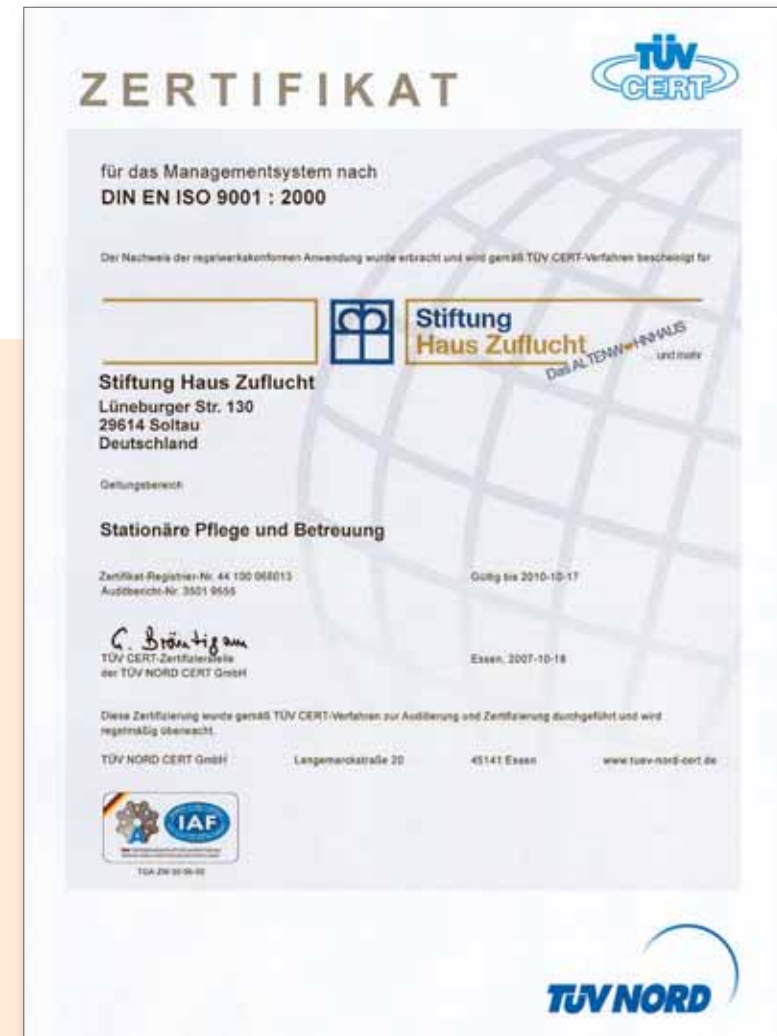 ZERTIFIKAT
TÜV
CERT
für das Managementsystem nach
DIN EN ISO 9001 : 2000
Der Nachweis der regelwerkskonformen Anwendung wurde erbracht und wird gemäß TÜV CERT-Verfahren bescheinigt für
Stiftung
Haus Zuflucht
Das ALTENWOHNHAUS
und mehr
Stiftung Haus Zuflucht
Lüneburger Str. 130
29614 Soltau
Deutschland
Geltungsbereich
Stationäre Pflege und Betreuung
Zertifikat-Registrier-Nr. 44 100 068013
Auditbericht-Nr. 3501 9656
Gültig bis 2010-10-17
G. Bräutigam
TÜV CERT-Zertifizierstelle
der TÜV NORD CERT GmbH
Essen, 2007-10-18
Diese Zertifizierung wurde gemäß TÜV CERT-Verfahren zur Auditierung und Zertifizierung durchgeführt und wird
regelmäßig überwacht.
TÜV NORD CERT GmbH Langemarckstraße 20 45141 Essen www.tuev-nord-cert.de
IAF
TÜV NORD